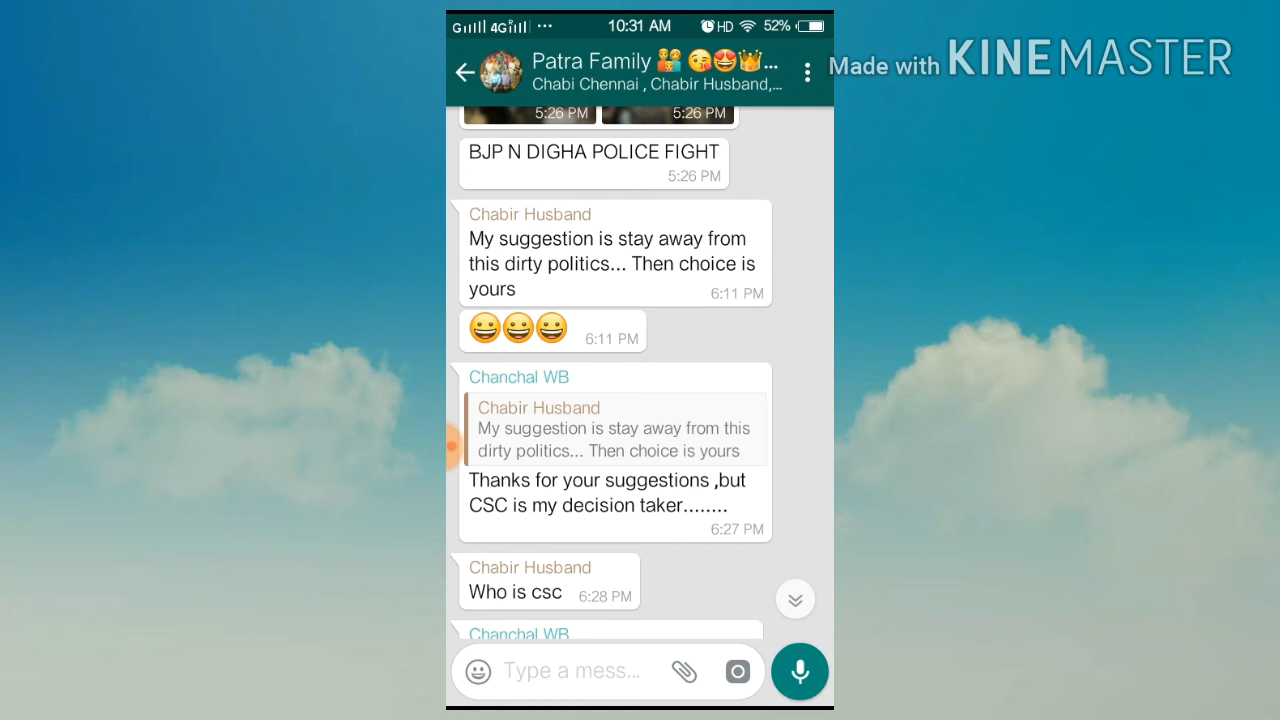 4G 10:31 AM HD 52%
Made with KINEMASTER
Patra Family 👫 😘😍👑...
Chabi Chennai , Chabir Husband,...
5:26 PM 5:26 PM
BJP N DIGHA POLICE FIGHT
5:26 PM
Chabir Husband
My suggestion is stay away from
this dirty politics... Then choice is
yours 6:11 PM
😀😀😀 6:11 PM
Chanchal WB
Chabir Husband
My suggestion is stay away from this
dirty politics... Then choice is yours
Thanks for your suggestions ,but
CSC is my decision taker........
6:27 PM
Chabir Husband
Who is csc 6:28 PM
Chanchal WB
Type a mess...